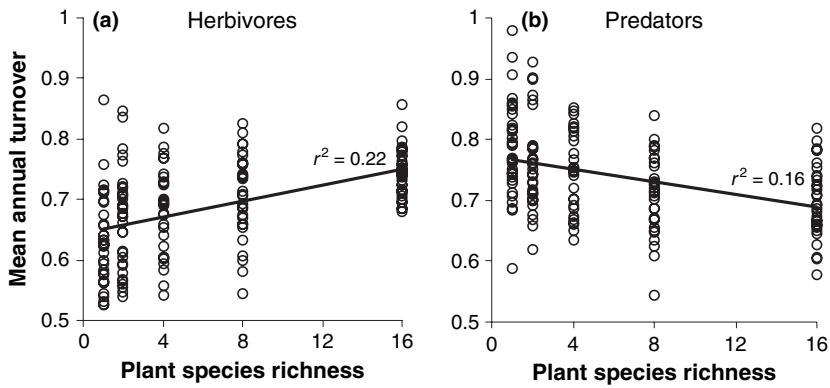 (a) Herbivores
Mean annual turnover
1
0.9
0.8
0.7
0.6
0.5
r² = 0.22
0 4 8 12 16
Plant species richness
(b) Predators
1
0.9
0.8
0.7
0.6
0.5
r² = 0.16
0 4 8 12 16
Plant species richness